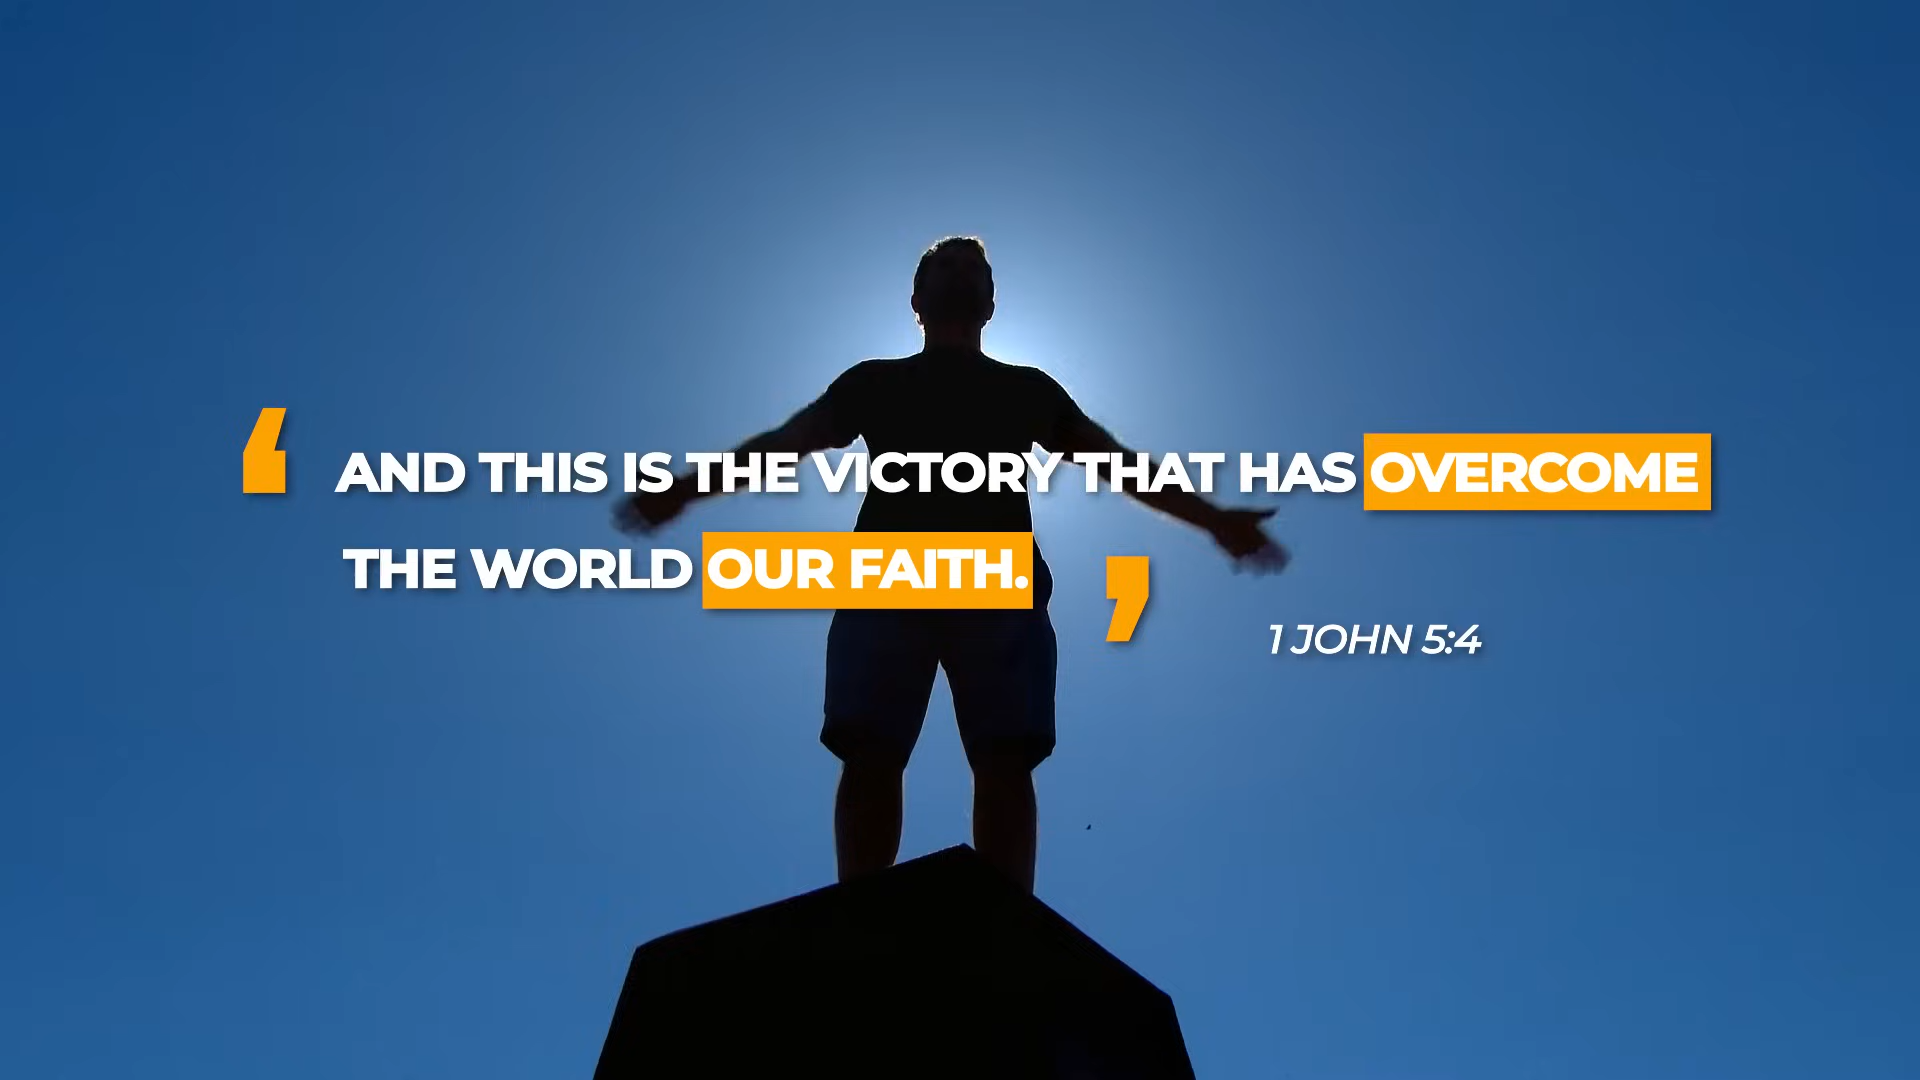 ‘ AND THIS IS THE VICTORY THAT HAS OVERCOME
THE WORLD OUR FAITH. ’
1 JOHN 5:4